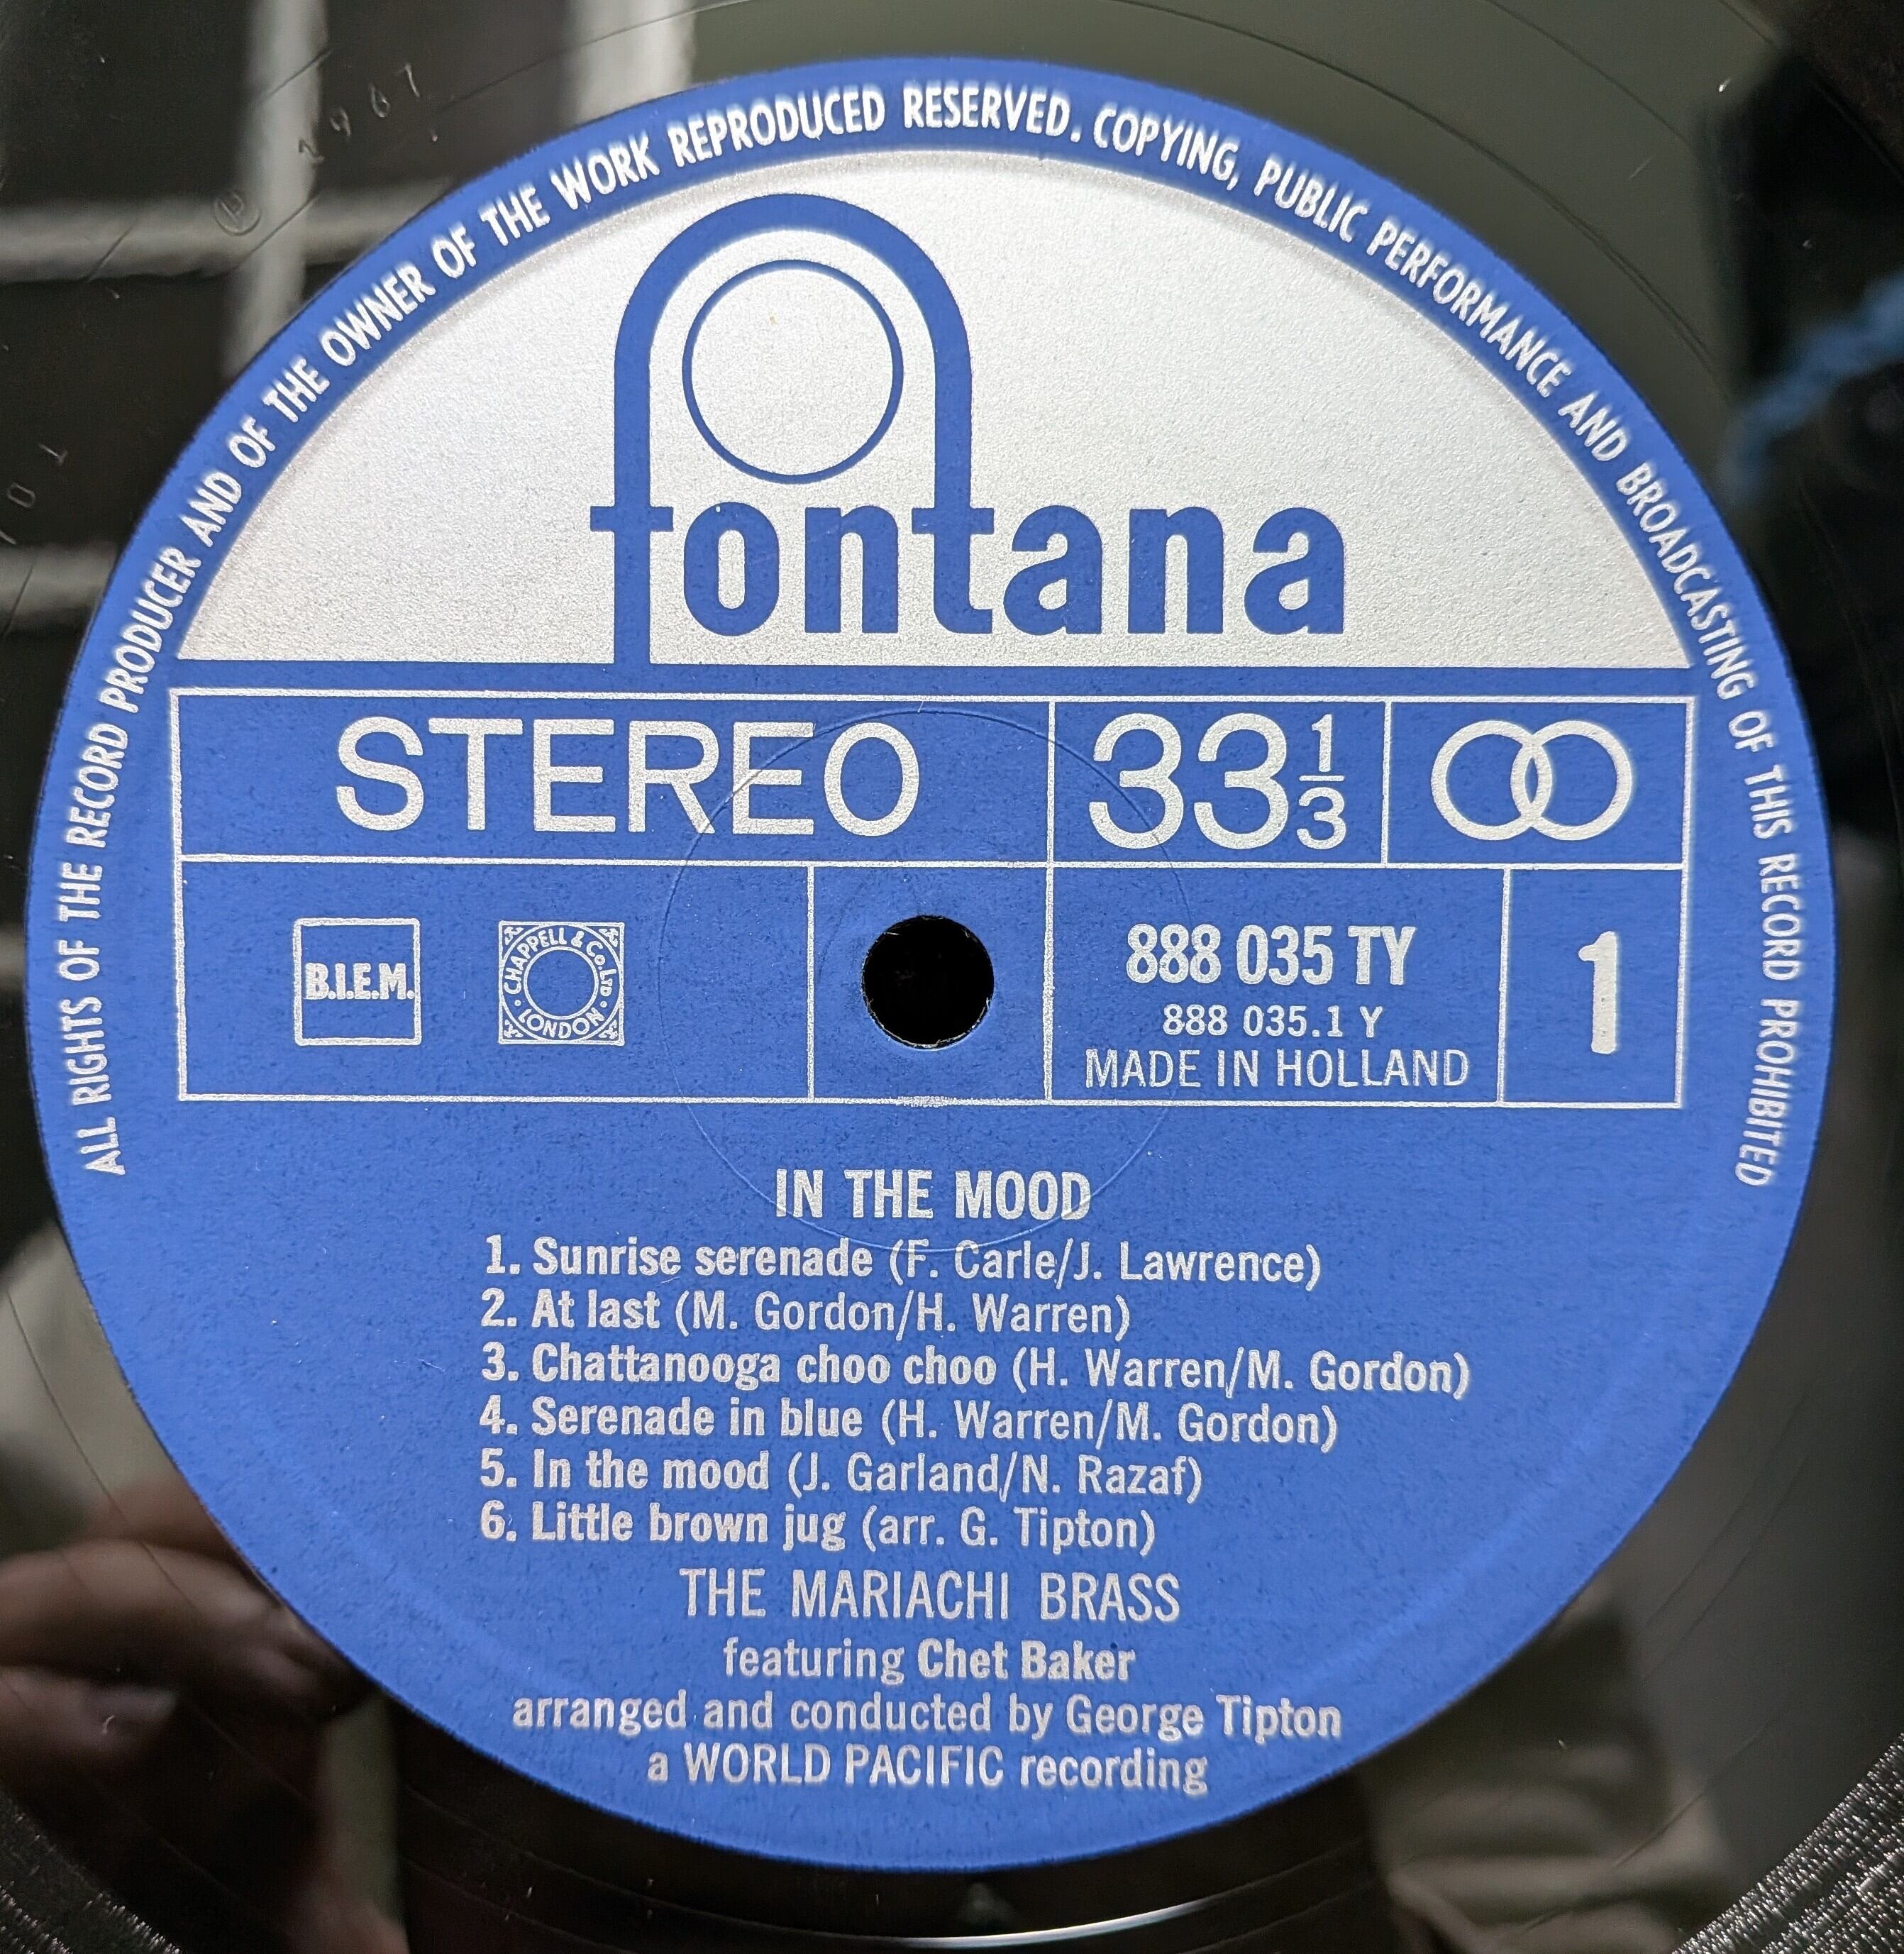 ALL RIGHTS OF THE RECORD PRODUCER AND OF THE OWNER OF THE WORK REPRODUCED RESERVED. COPYING, PUBLIC PERFORMANCE AND BROADCASTING OF THIS RECORD PROHIBITED
fontana
STEREO 33 1/3
B.I.E.M. CHAPPELL & Co. LTD · LONDON ·
888 035 TY
888 035.1 Y
MADE IN HOLLAND
1
IN THE MOOD
1. Sunrise serenade (F. Carle/J. Lawrence)
2. At last (M. Gordon/H. Warren)
3. Chattanooga choo choo (H. Warren/M. Gordon)
4. Serenade in blue (H. Warren/M. Gordon)
5. In the mood (J. Garland/N. Razaf)
6. Little brown jug (arr. G. Tipton)
THE MARIACHI BRASS
featuring Chet Baker
arranged and conducted by George Tipton
a WORLD PACIFIC recording
℗ 1967